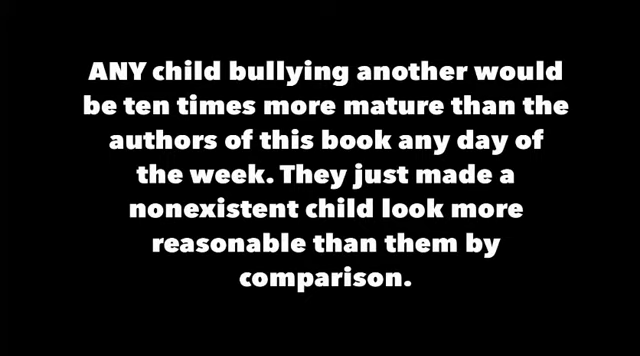 ANY child bullying another would
be ten times more mature than the
authors of this book any day of
the week. They just made a
nonexistent child look more
reasonable than them by
comparison.